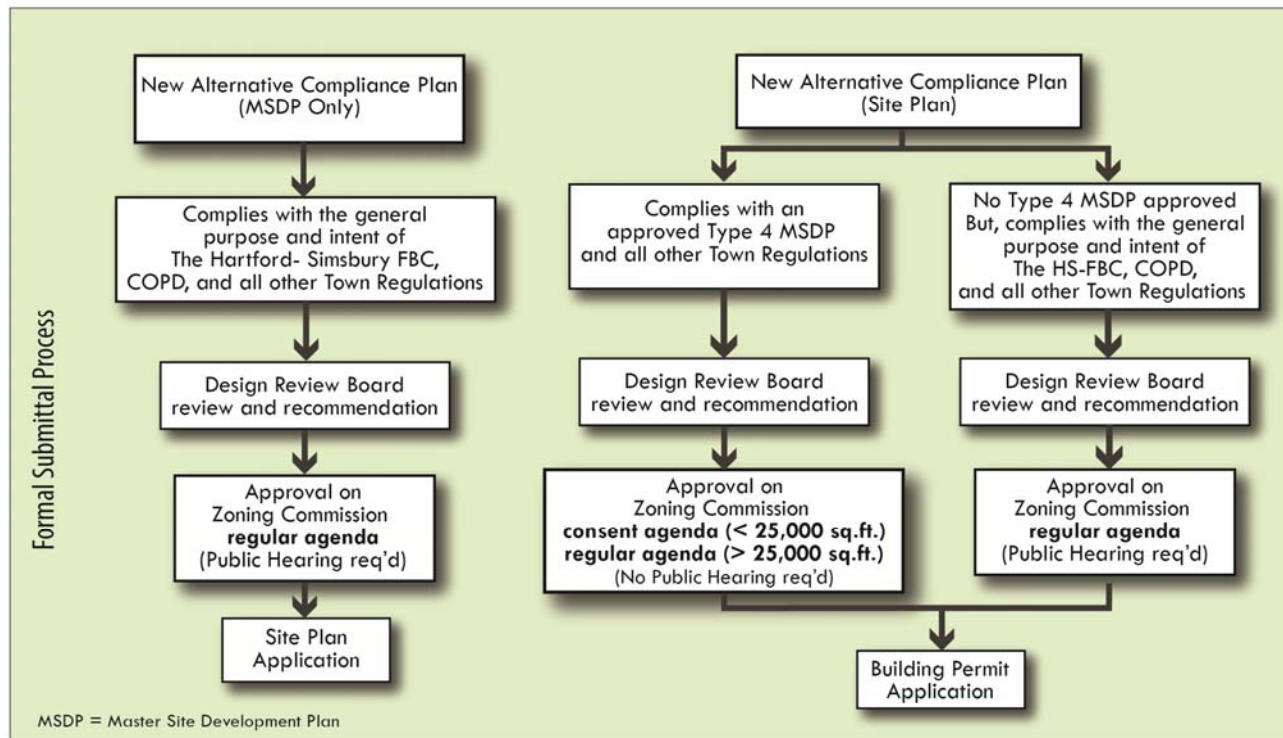 Formal Submittal Process
New Alternative Compliance Plan
(MSDP Only)
Complies with the general
purpose and intent of
The Hartford- Simsbury FBC,
COPD, and all other Town Regulations
Design Review Board
review and recommendation
Approval on
Zoning Commission
regular agenda
(Public Hearing req'd)
Site Plan
Application
New Alternative Compliance Plan
(Site Plan)
Complies with an
approved Type 4 MSDP
and all other Town Regulations
Design Review Board
review and recommendation
Approval on
Zoning Commission
consent agenda (< 25,000 sq.ft.)
regular agenda (> 25,000 sq.ft.)
(No Public Hearing req'd)
No Type 4 MSDP approved
But, complies with the general
purpose and intent of
The HS-FBC, COPD,
and all other Town Regulations
Design Review Board
review and recommendation
Approval on
Zoning Commission
regular agenda
(Public Hearing req'd)
Building Permit
Application
MSDP = Master Site Development Plan